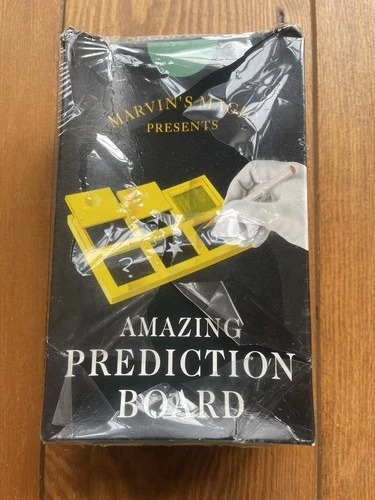 MARVIN'S MAGIC
PRESENTS
?
AMAZING
PREDICTION
BOARD